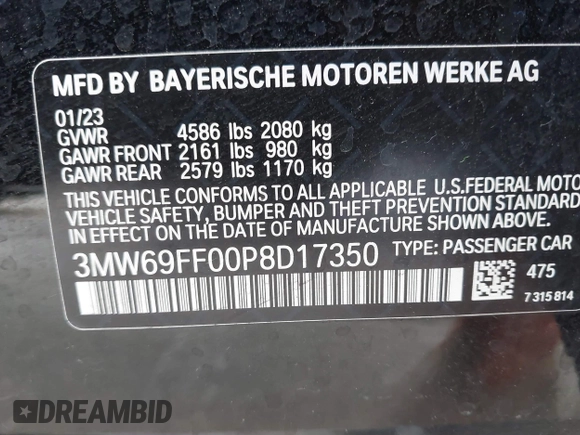 MFD BY BAYERISCHE MOTOREN WERKE AG
01/23
GVWR 4586 lbs 2080 kg
GAWR FRONT 2161 lbs 980 kg
GAWR REAR 2579 lbs 1170 kg
THIS VEHICLE CONFORMS TO ALL APPLICABLE U.S.FEDERAL MOTO
VEHICLE SAFETY, BUMPER AND THEFT PREVENTION STANDA
EFFECT ON THE DATE OF MANUFACTURE SHOWN ABOVE.
3MW69FF00P8D17350 TYPE: PASSENGER CAR
475
7 315 814
DREAMBID